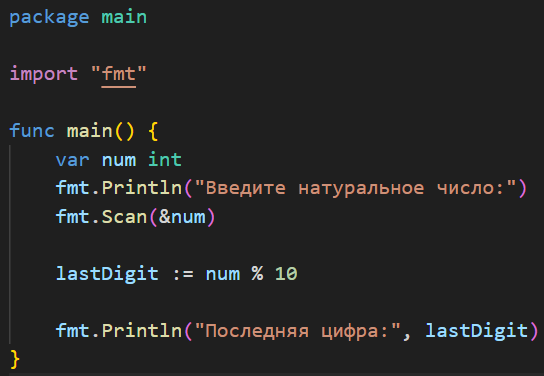 package main
import "fmt"
func main() {
var num int
fmt.Println("Введите натуральное число:")
fmt.Scan(&num)
lastDigit := num % 10
fmt.Println("Последняя цифра:", lastDigit)
}